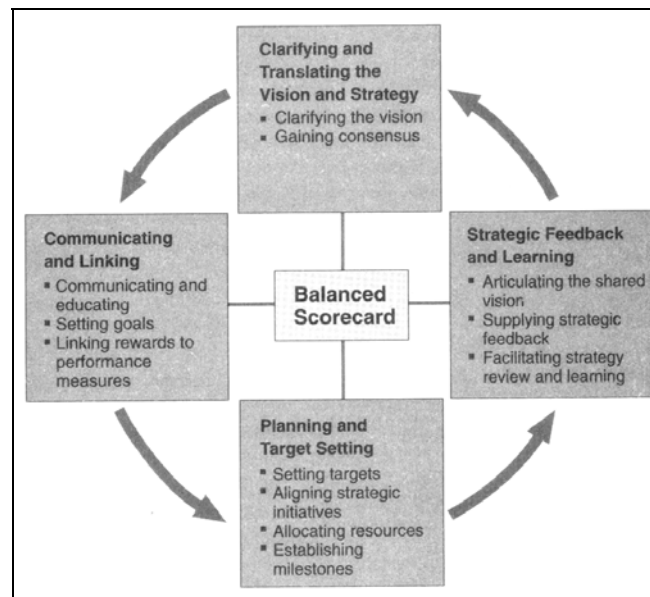 Clarifying and
Translating the
Vision and Strategy
▪ Clarifying the vision
▪ Gaining consensus
Communicating
and Linking
▪ Communicating and
educating
▪ Setting goals
▪ Linking rewards to
performance
measures
Balanced
Scorecard
Strategic Feedback
and Learning
▪ Articulating the shared
vision
▪ Supplying strategic
feedback
▪ Facilitating strategy
review and learning
Planning and
Target Setting
▪ Setting targets
▪ Aligning strategic
initiatives
▪ Allocating resources
▪ Establishing
milestones